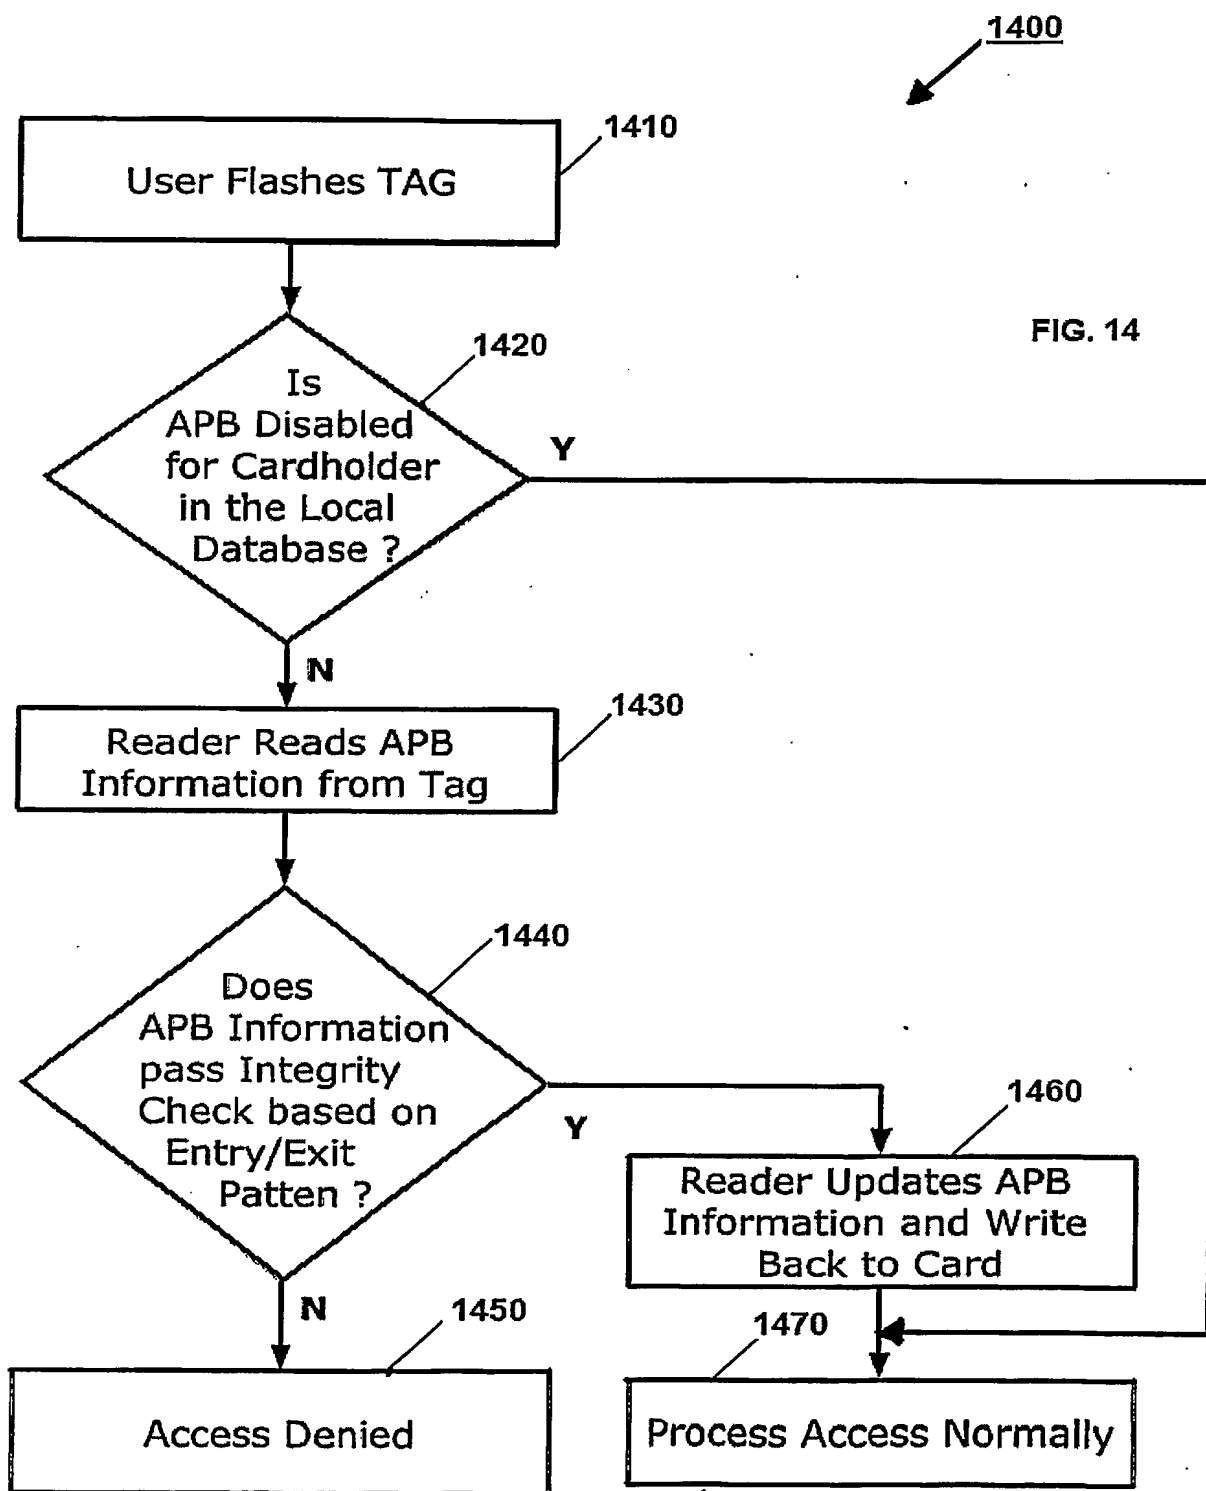 1400
1410
User Flashes TAG
FIG. 14
1420
Is
APB Disabled
for Cardholder
in the Local
Database ?
Y
N
1430
Reader Reads APB
Information from Tag
1440
Does
APB Information
pass Integrity
Check based on
Entry/Exit
Patten ?
Y
1460
Reader Updates APB
Information and Write
Back to Card
N
1450
1470
Access Denied
Process Access Normally